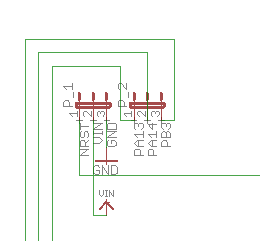 P_1
1 2 3
NRST
VIN
GND
P_2
1 2 3
PA13
PA14
PB3
GND
VIN